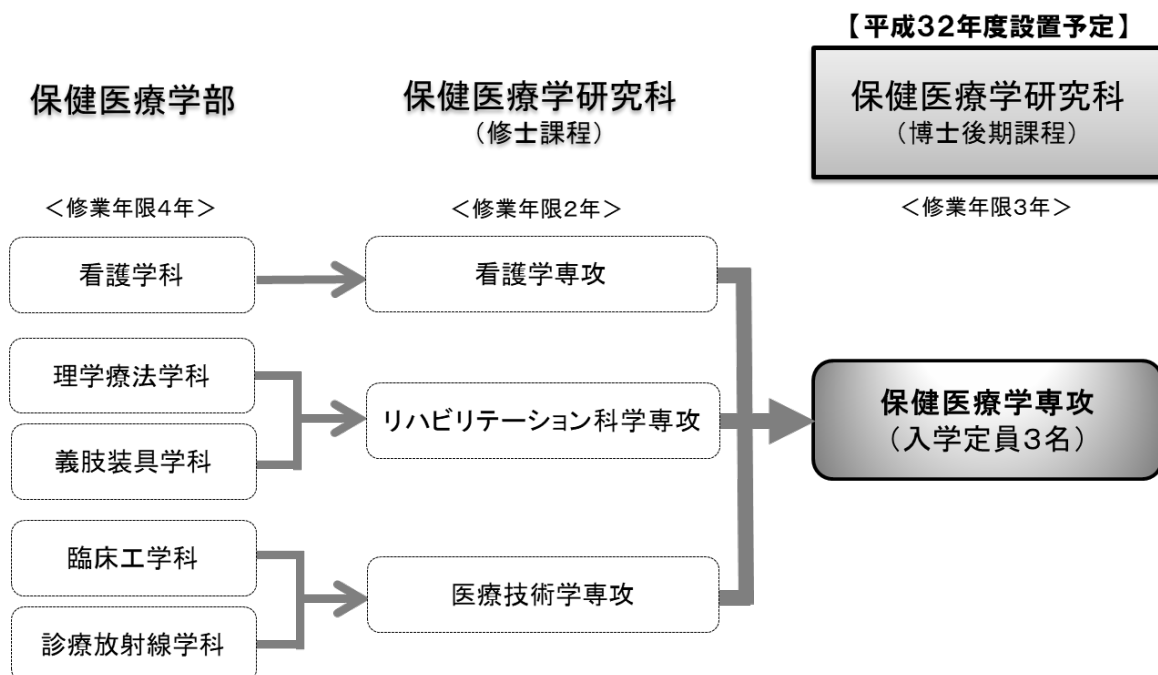 【平成32年度設置予定】
保健医療学部
保健医療学研究科
（修士課程）
保健医療学研究科
（博士後期課程）
＜修業年限4年＞
＜修業年限2年＞
＜修業年限3年＞
看護学科
看護学専攻
理学療法学科
義肢装具学科
リハビリテーション科学専攻
保健医療学専攻
（入学定員3名）
臨床工学科
診療放射線学科
医療技術学専攻